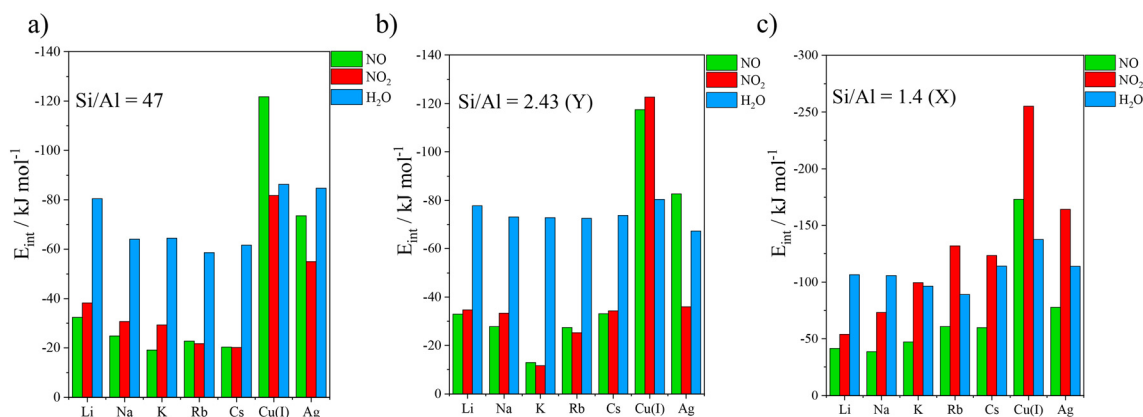 a)
-140
-120
-100
-80
-60
-40
-20
0
E_int / kJ mol⁻¹
Si/Al = 47
NO
NO₂
H₂O
Li Na K Rb Cs Cu(I) Ag
b)
-140
-120
-100
-80
-60
-40
-20
0
E_int / kJ mol⁻¹
Si/Al = 2.43 (Y)
NO
NO₂
H₂O
Li Na K Rb Cs Cu(I) Ag
c)
-300
-250
-200
-150
-100
-50
0
E_int / kJ mol⁻¹
Si/Al = 1.4 (X)
NO
NO₂
H₂O
Li Na K Rb Cs Cu(I) Ag